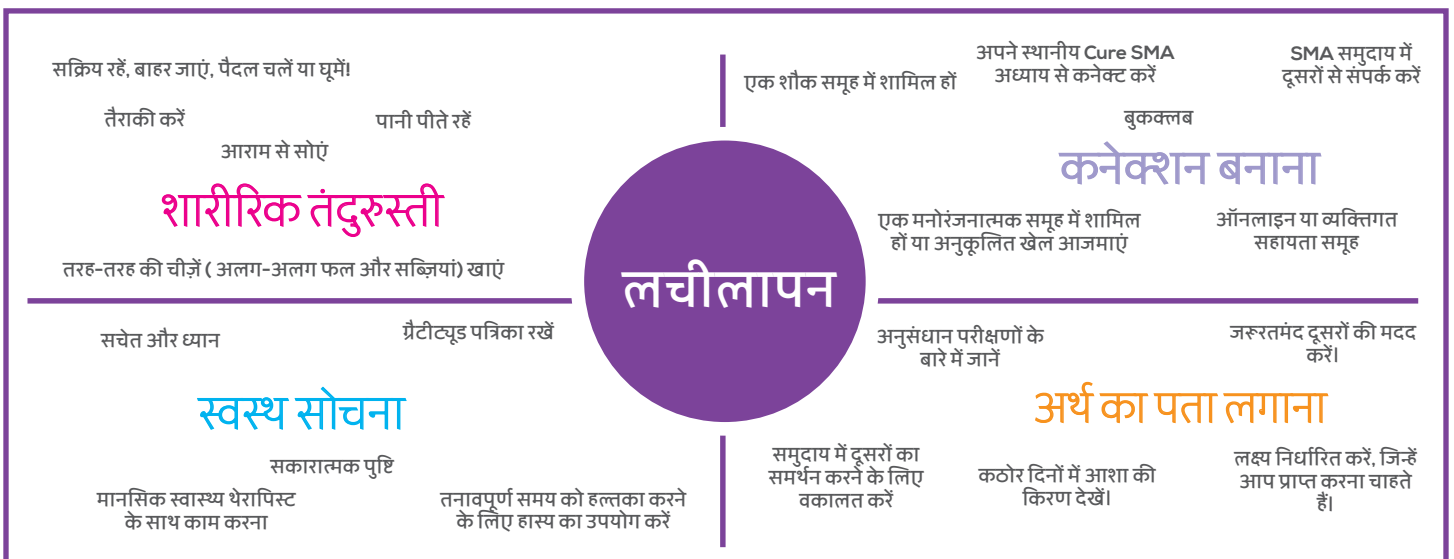 सक्रिय रहें, बाहर जाएं, पैदल चलें या घूमें!
तैराकी करें
पानी पीते रहें
आराम से सोएं
शारीरिक तंदुरुस्ती
तरह-तरह की चीज़ें ( अलग-अलग फल और सब्ज़ियां) खाएं
एक शौक समूह में शामिल हों
अपने स्थानीय Cure SMA
अध्याय से कनेक्ट करें
SMA समुदाय में
दूसरों से संपर्क करें
बुकक्लब
कनेक्शन बनाना
एक मनोरंजनात्मक समूह में शामिल
हों या अनुकूलित खेल आजमाएं
ऑनलाइन या व्यक्तिगत
सहायता समूह
लचीलापन
सचेत और ध्यान
ग्रैटीट्यूड पत्रिका रखें
स्वस्थ सोचना
सकारात्मक पुष्टि
मानसिक स्वास्थ्य थेरापिस्ट
के साथ काम करना
तनावपूर्ण समय को हल्तका करने
के लिए हास्य का उपयोग करें
अनुसंधान परीक्षणों के
बारे में जानें
जरूरतमंद दूसरों की मदद
करें।
अर्थ का पता लगाना
समुदाय में दूसरों का
समर्थन करने के लिए
वकालत करें
कठोर दिनों में आशा की
किरण देखें।
लक्ष्य निर्धारित करें, जिन्हें
आप प्राप्त करना चाहते
हैं|